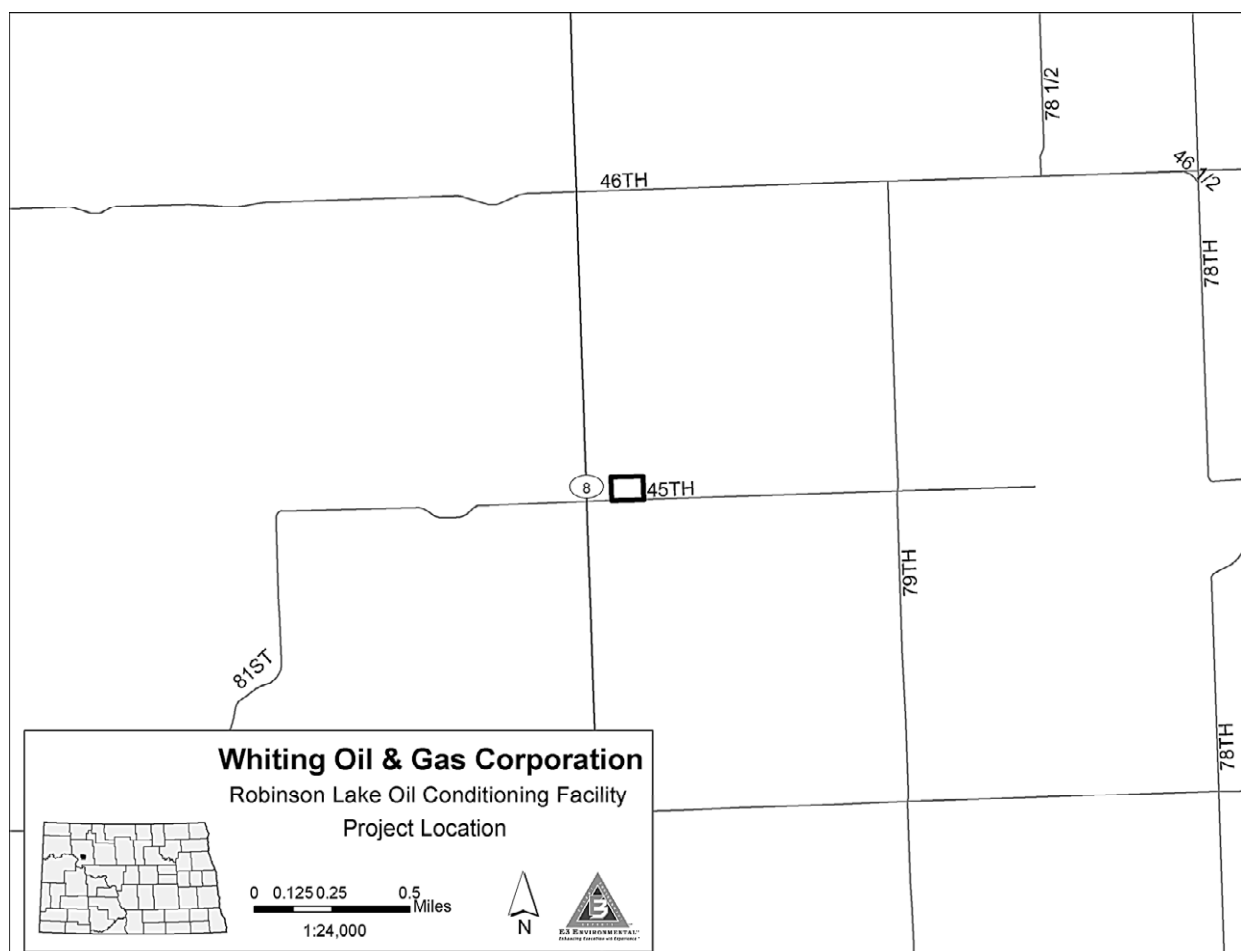 78 1/2
46TH
46 1/2
78TH
8
45TH
79TH
81ST
78TH
Whiting Oil & Gas Corporation
Robinson Lake Oil Conditioning Facility
Project Location
0 0.125 0.25 0.5
Miles
1:24,000
N
E3 ENVIRONMENTAL